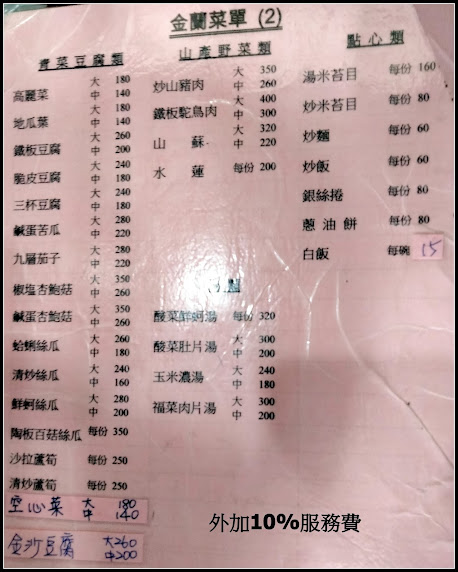 金蘭菜單 (2)
青菜豆腐類
高麗菜 大 180 中 140
地瓜葉 大 180 中 140
鐵板豆腐 大 260 中 200
脆皮豆腐 大 240 中 180
三杯豆腐 大 240 中 180
鹹蛋苦瓜 大 280 中 220
九層茄子 大 280 中 220
椒塩杏鮑菇 大 350 中 260
鹹蛋杏鮑菇 大 350 中 260
蛤蜊絲瓜 大 260 中 180
清炒絲瓜 大 240 中 160
鮮蚵絲瓜 大 280 中 200
陶板百菇絲瓜 每份 350
沙拉蘆筍 每份 250
清炒蘆筍 每份 250
空心菜 大 180 中 140
金沙豆腐 大260 中200
山產野菜類
炒山豬肉 大 350 中 260
鐵板駝鳥肉 大 400 中 300
山蘇 大 320 中 220
水蓮 每份 200
酸菜鮮蚵湯 每份 320
酸菜肚片湯 大 300 中 200
玉米濃湯 大 240 中 180
福菜肉片湯 大 300 中 200
點心類
湯米苔目 每份 160
炒米苔目 每份 80
炒麵 每份 60
炒飯 每份 60
銀絲捲 每份 80
蔥油餅 每份 80
白飯 每碗 15
外加10%服務費